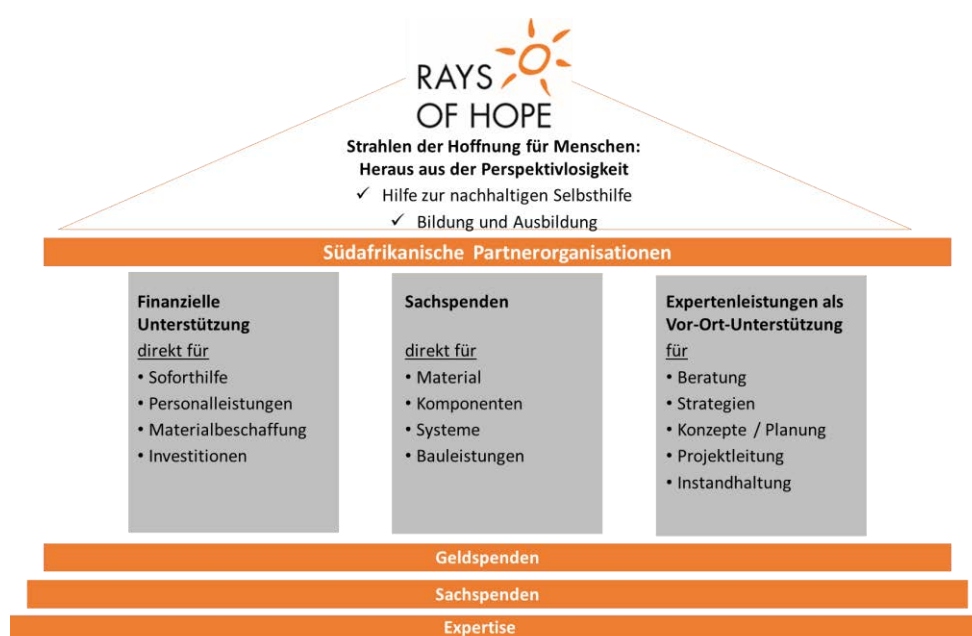 RAYS
OF HOPE
Strahlen der Hoffnung für Menschen:
Heraus aus der Perspektivlosigkeit
✓ Hilfe zur nachhaltigen Selbsthilfe
✓ Bildung und Ausbildung
Südafrikanische Partnerorganisationen
Finanzielle
Unterstützung
direkt für
• Soforthilfe
• Personalleistungen
• Materialbeschaffung
• Investitionen
Sachspenden
direkt für
• Material
• Komponenten
• Systeme
• Bauleistungen
Expertenleistungen als
Vor-Ort-Unterstützung
für
• Beratung
• Strategien
• Konzepte / Planung
• Projektleitung
• Instandhaltung
Geldspenden
Sachspenden
Expertise